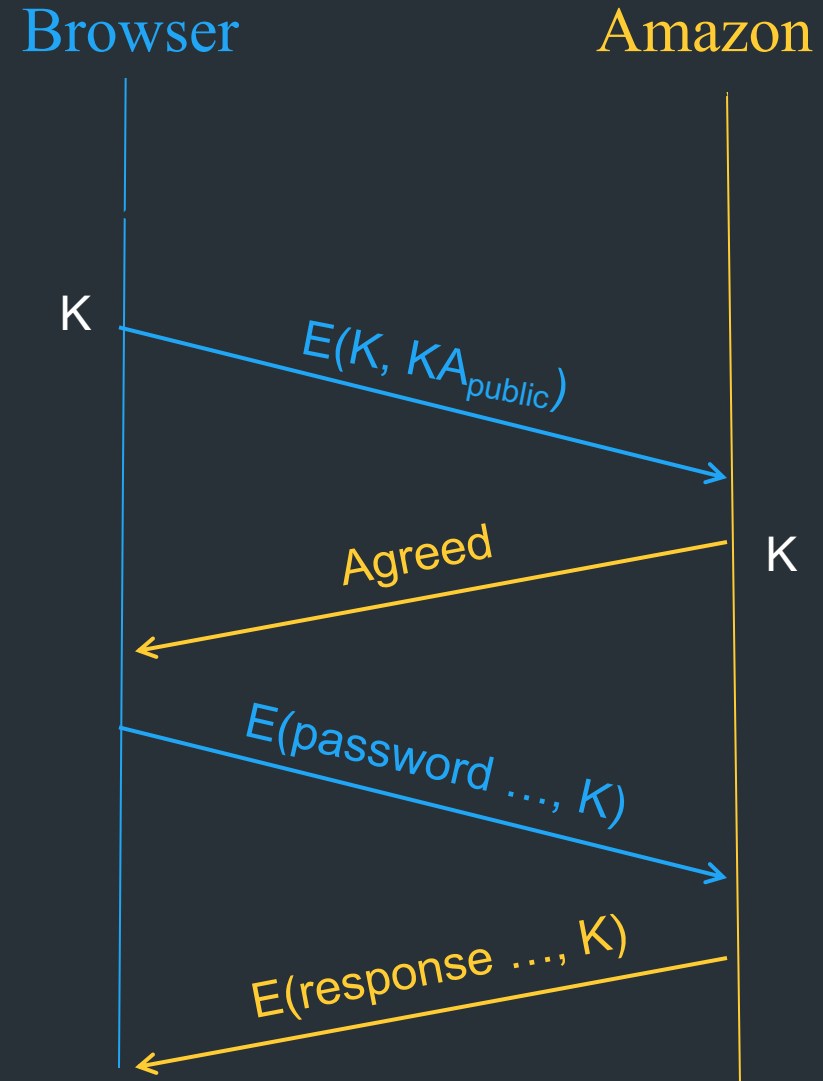 Browser
Amazon
K
E(K, KApublic)
Agreed
K
E(password …, K)
E(response …, K)